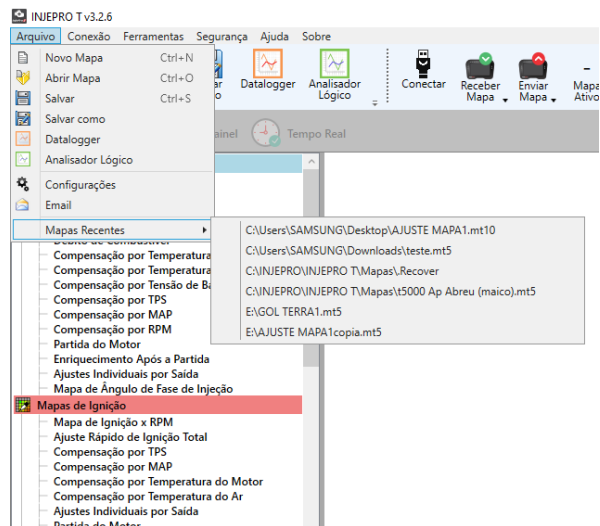 INJEPRO T v3.2.6
Arquivo Conexão Ferramentas Segurança Ajuda Sobre
Novo Mapa Ctrl+N
Abrir Mapa Ctrl+O
Salvar Ctrl+S
Salvar como
Datalogger
Analisador Lógico
Configurações
Email
Mapas Recentes
Datalogger
Analisador Lógico
Conectar
Receber Mapa
Enviar Mapa
Mapa Ativo
Tempo Real
C:\Users\SAMSUNG\Desktop\AJUSTE MAPA1.mt10
C:\Users\SAMSUNG\Downloads\teste.mt5
C:\INJEPRO\INJEPRO T\Mapas\.Recover
C:\INJEPRO\INJEPRO T\Mapas\t5000 Ap Abreu (maico).mt5
E:\GOL TERRA1.mt5
E:\AJUSTE MAPA1copia.mt5
Compensação por Temperatura
Compensação por Temperatura
Compensação por Tensão de Ba
Compensação por TPS
Compensação por MAP
Compensação por RPM
Partida do Motor
Enriquecimento Após a Partida
Ajustes Individuais por Saída
Mapa de Ângulo de Fase de Injeção
Mapas de Ignição
Mapa de Ignição x RPM
Ajuste Rápido de Ignição Total
Compensação por TPS
Compensação por MAP
Compensação por Temperatura do Motor
Compensação por Temperatura do Ar
Ajustes Individuais por Saída
Partida do Motor